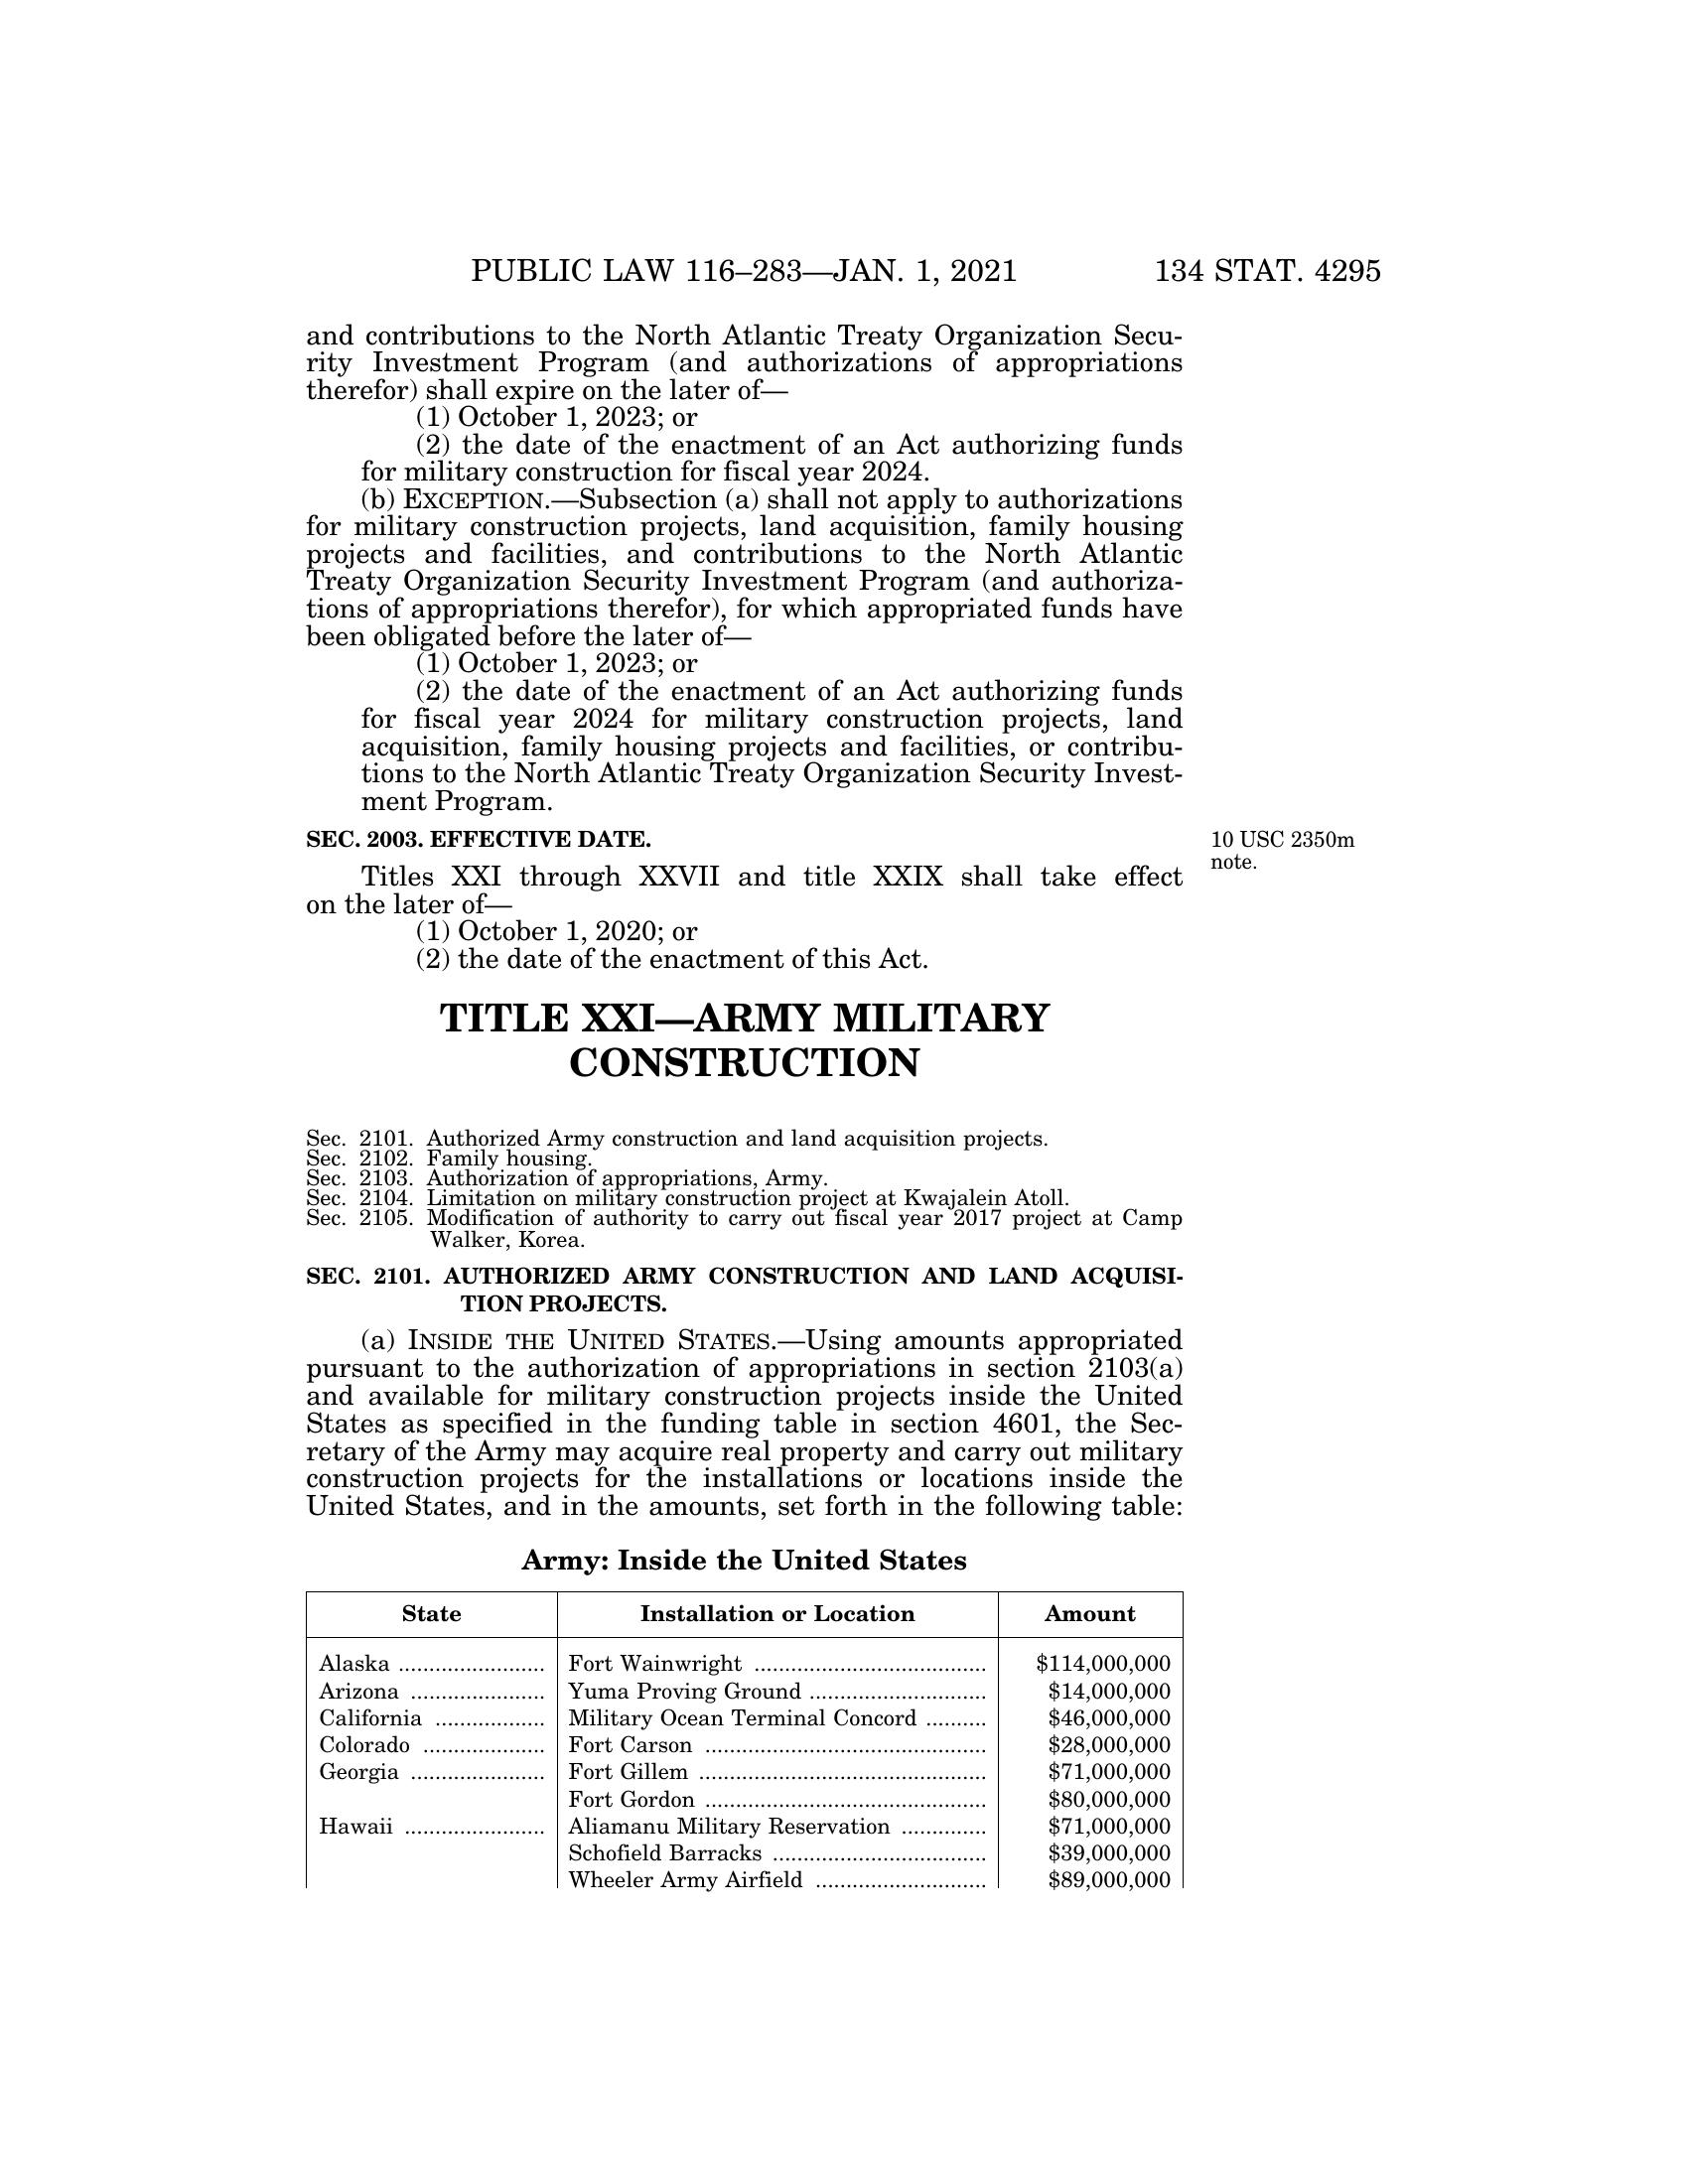 PUBLIC LAW 116–283—JAN. 1, 2021 134 STAT. 4295
and contributions to the North Atlantic Treaty Organization Secu-
rity Investment Program (and authorizations of appropriations
therefor) shall expire on the later of—
(1) October 1, 2023; or
(2) the date of the enactment of an Act authorizing funds
for military construction for fiscal year 2024.
(b) EXCEPTION.—Subsection (a) shall not apply to authorizations
for military construction projects, land acquisition, family housing
projects and facilities, and contributions to the North Atlantic
Treaty Organization Security Investment Program (and authoriza-
tions of appropriations therefor), for which appropriated funds have
been obligated before the later of—
(1) October 1, 2023; or
(2) the date of the enactment of an Act authorizing funds
for fiscal year 2024 for military construction projects, land
acquisition, family housing projects and facilities, or contribu-
tions to the North Atlantic Treaty Organization Security Invest-
ment Program.
SEC. 2003. EFFECTIVE DATE.
10 USC 2350m
note.
Titles XXI through XXVII and title XXIX shall take effect
on the later of—
(1) October 1, 2020; or
(2) the date of the enactment of this Act.
TITLE XXI—ARMY MILITARY
CONSTRUCTION
Sec. 2101. Authorized Army construction and land acquisition projects.
Sec. 2102. Family housing.
Sec. 2103. Authorization of appropriations, Army.
Sec. 2104. Limitation on military construction project at Kwajalein Atoll.
Sec. 2105. Modification of authority to carry out fiscal year 2017 project at Camp
Walker, Korea.
SEC. 2101. AUTHORIZED ARMY CONSTRUCTION AND LAND ACQUISI-
TION PROJECTS.
(a) INSIDE THE UNITED STATES.—Using amounts appropriated
pursuant to the authorization of appropriations in section 2103(a)
and available for military construction projects inside the United
States as specified in the funding table in section 4601, the Sec-
retary of the Army may acquire real property and carry out military
construction projects for the installations or locations inside the
United States, and in the amounts, set forth in the following table:
Army: Inside the United States
State Installation or Location Amount
Alaska ........................ Fort Wainwright ...................................... $114,000,000
Arizona ...................... Yuma Proving Ground ............................. $14,000,000
California .................. Military Ocean Terminal Concord .......... $46,000,000
Colorado .................... Fort Carson .............................................. $28,000,000
Georgia ...................... Fort Gillem ............................................... $71,000,000
Fort Gordon .............................................. $80,000,000
Hawaii ....................... Aliamanu Military Reservation .............. $71,000,000
Schofield Barracks ................................... $39,000,000
Wheeler Army Airfield ............................ $89,000,000